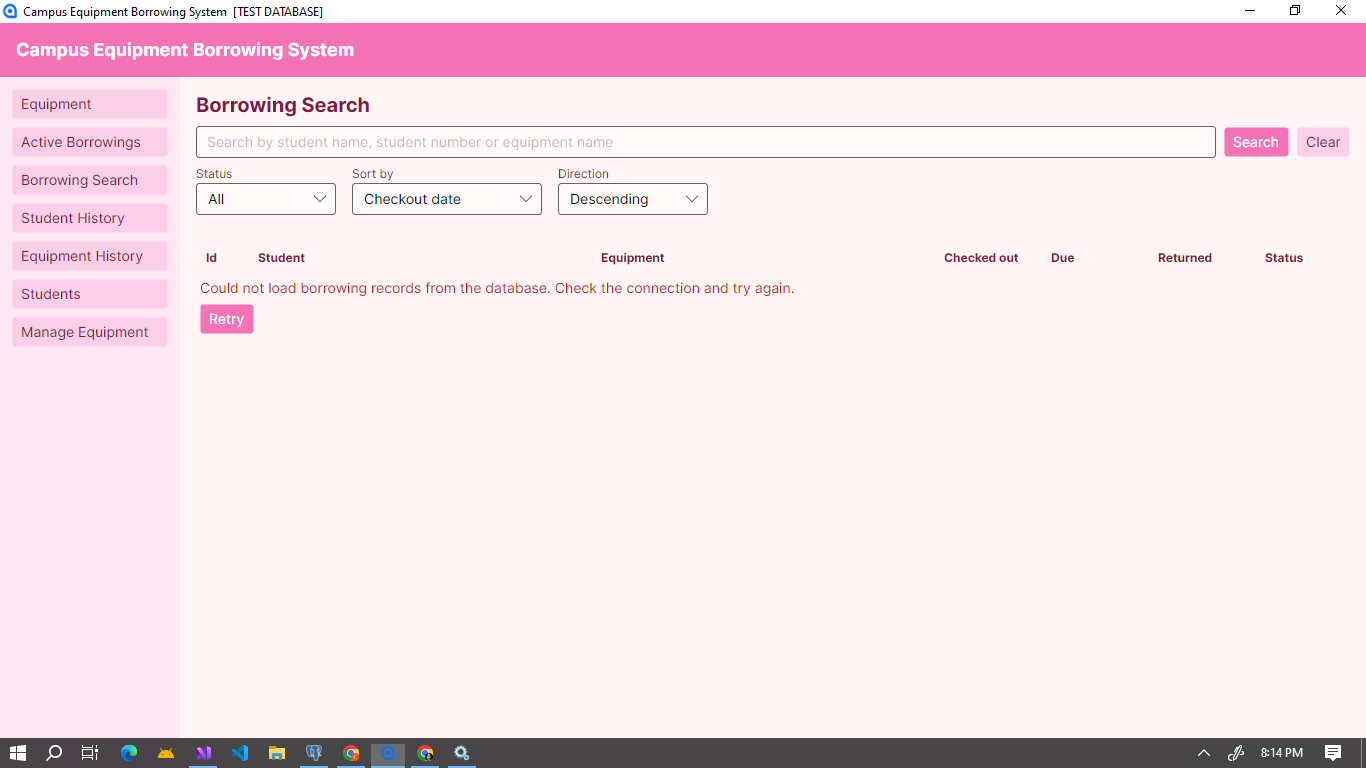 Campus Equipment Borrowing System [TEST DATABASE]
Campus Equipment Borrowing System
Equipment
Active Borrowings
Borrowing Search
Student History
Equipment History
Students
Manage Equipment
Borrowing Search
Search by student name, student number or equipment name
Search
Clear
Status
Sort by
Direction
All
Checkout date
Descending
Id
Student
Equipment
Checked out
Due
Returned
Status
Could not load borrowing records from the database. Check the connection and try again.
Retry
8:14 PM